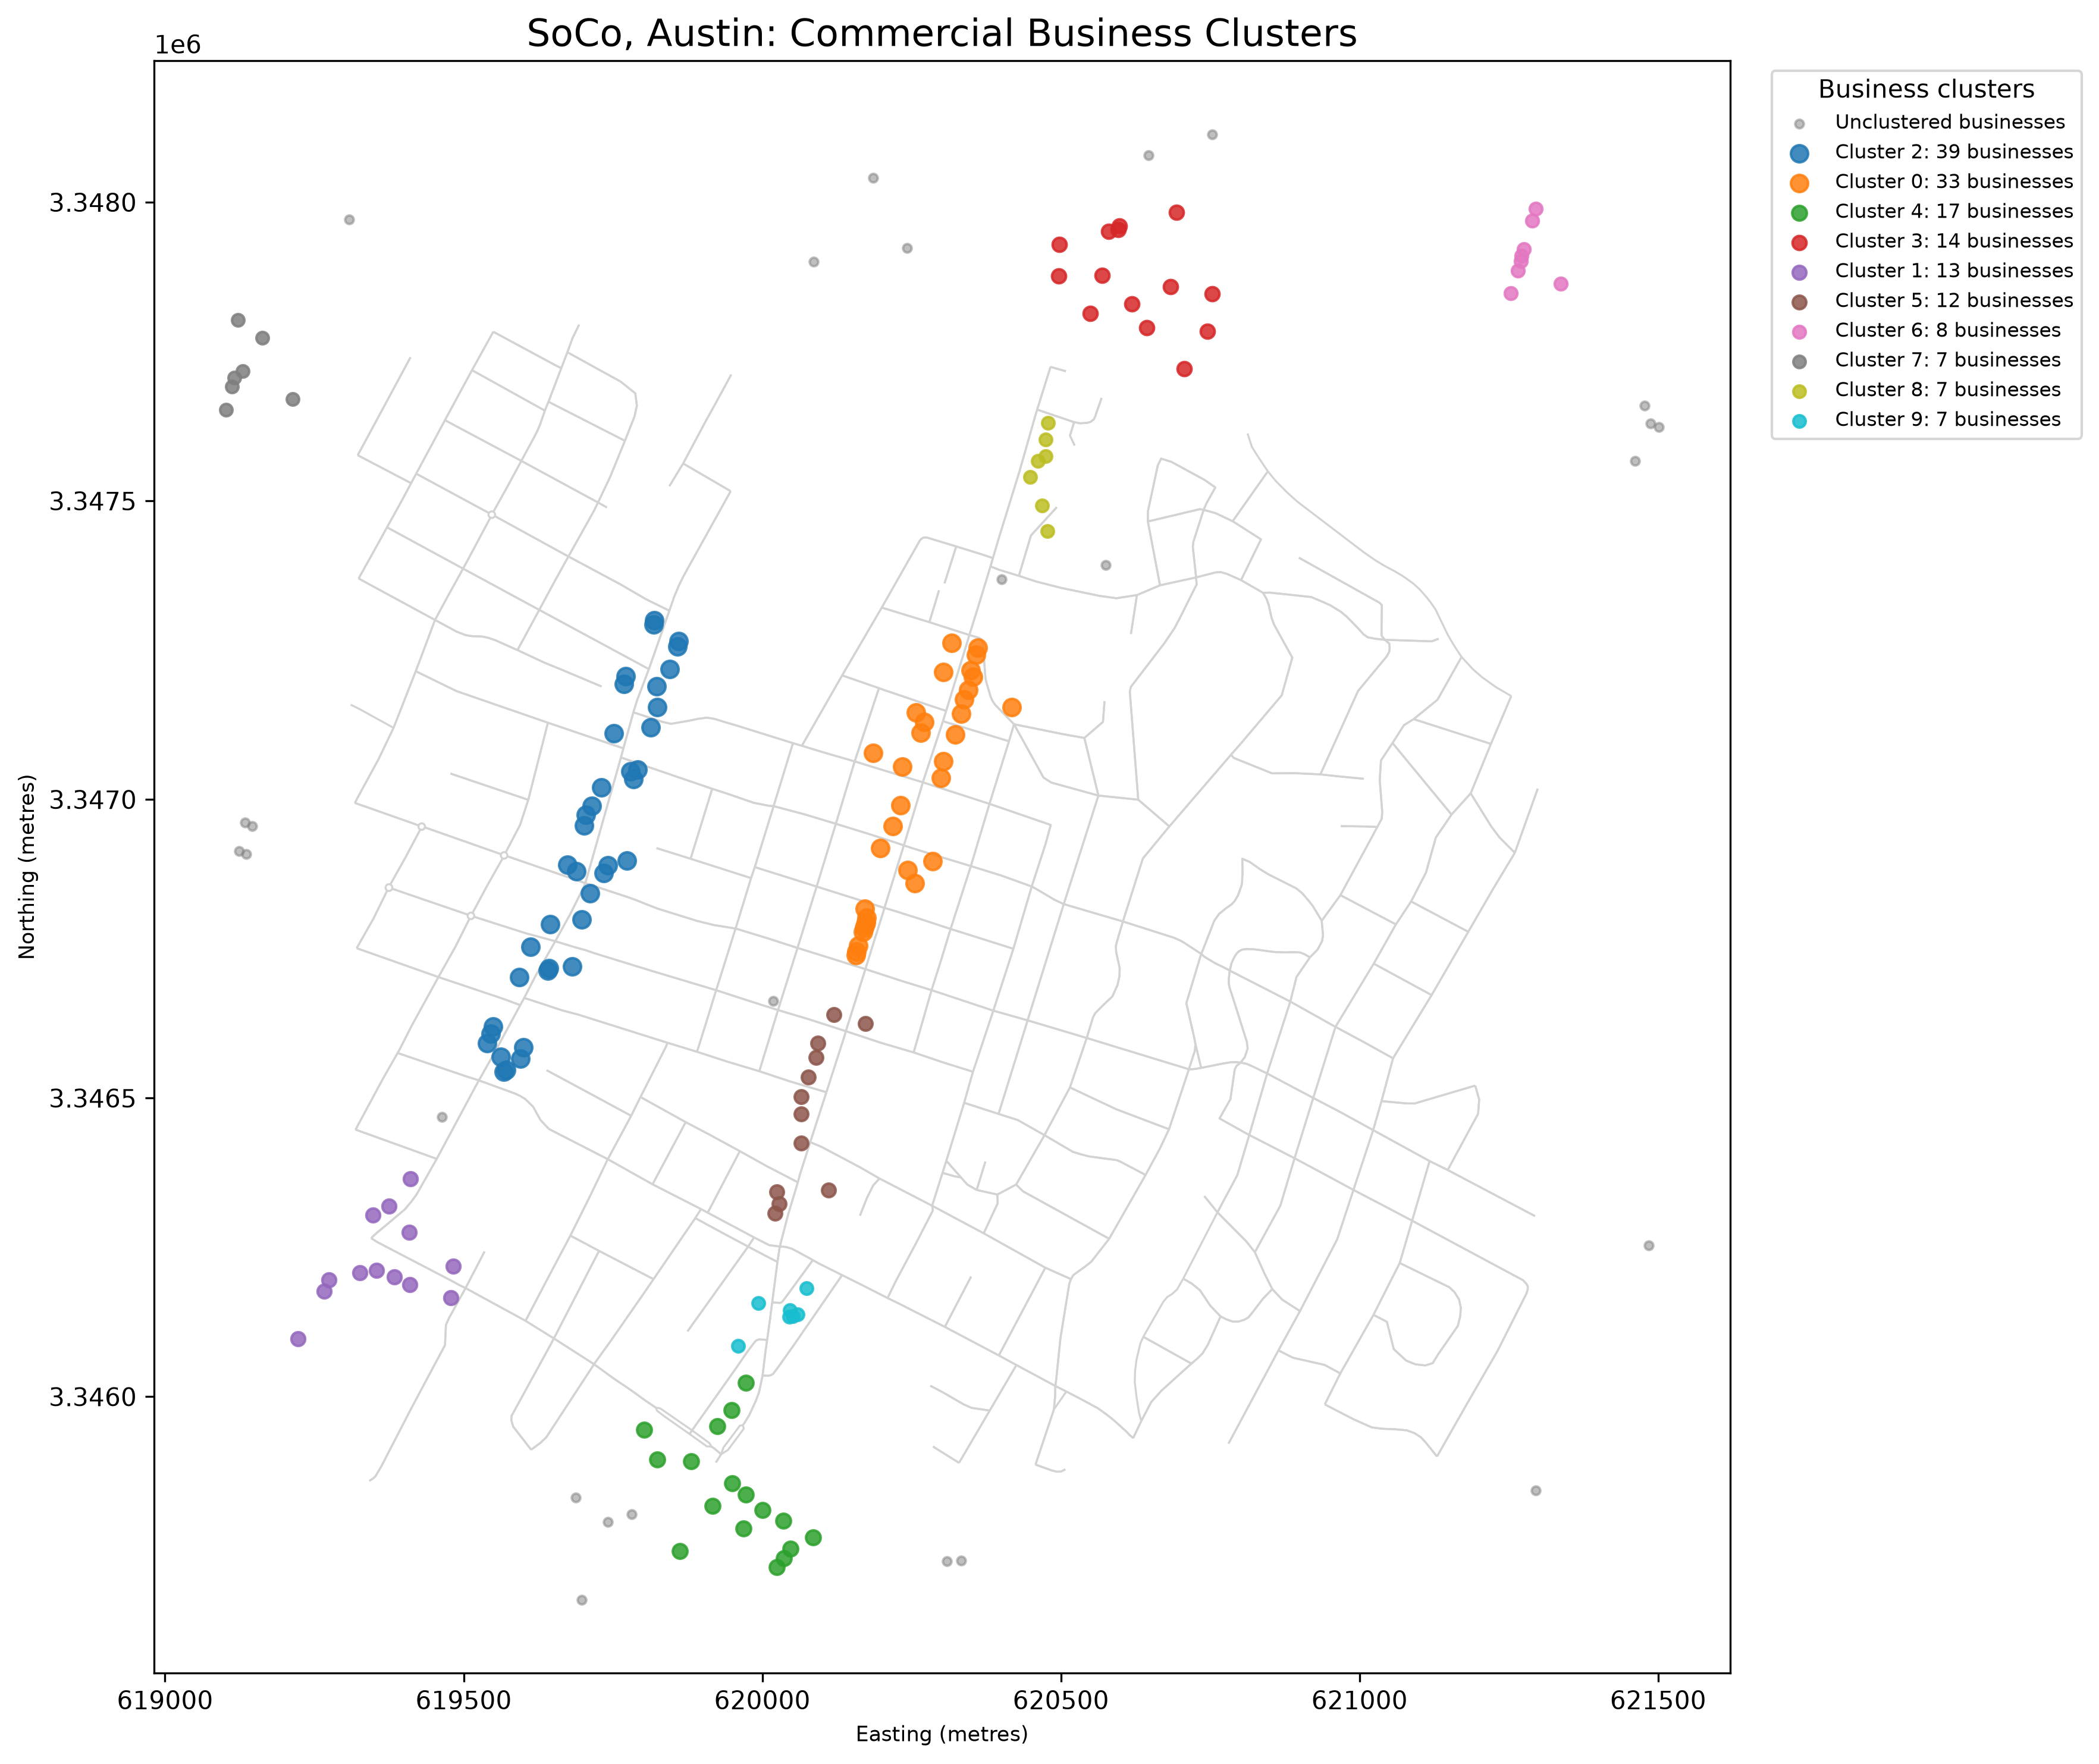 SoCo, Austin: Commercial Business Clusters
1e6
3.3480
3.3475
3.3470
3.3465
3.3460
Northing (metres)
619000 619500 620000 620500 621000 621500
Easting (metres)
Business clusters
Unclustered businesses
Cluster 2: 39 businesses
Cluster 0: 33 businesses
Cluster 4: 17 businesses
Cluster 3: 14 businesses
Cluster 1: 13 businesses
Cluster 5: 12 businesses
Cluster 6: 8 businesses
Cluster 7: 7 businesses
Cluster 8: 7 businesses
Cluster 9: 7 businesses